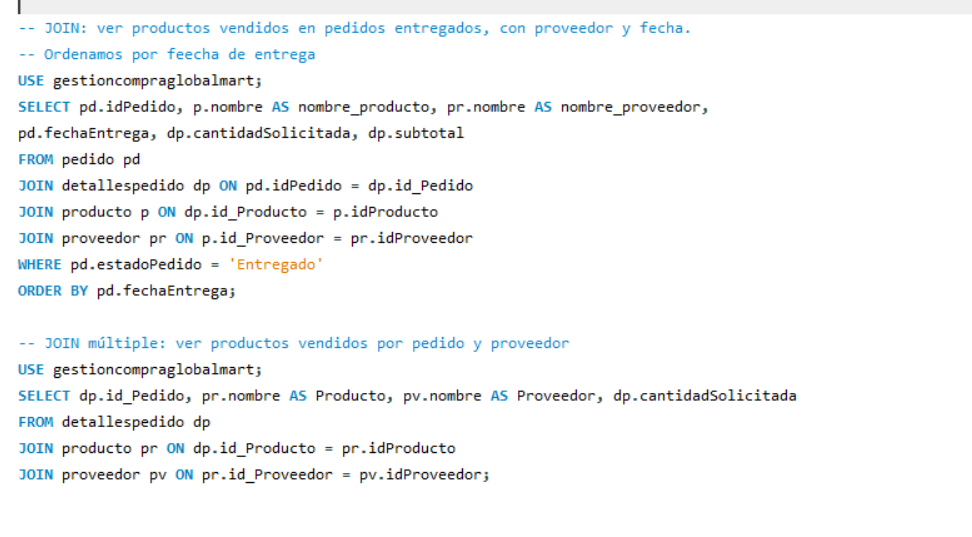 -- JOIN: ver productos vendidos en pedidos entregados, con proveedor y fecha.
-- Ordenamos por feecha de entrega
USE gestioncompraglobalmart;
SELECT pd.idPedido, p.nombre AS nombre_producto, pr.nombre AS nombre_proveedor,
pd.fechaEntrega, dp.cantidadSolicitada, dp.subtotal
FROM pedido pd
JOIN detallespedido dp ON pd.idPedido = dp.id_Pedido
JOIN producto p ON dp.id_Producto = p.idProducto
JOIN proveedor pr ON p.id_Proveedor = pr.idProveedor
WHERE pd.estadoPedido = 'Entregado'
ORDER BY pd.fechaEntrega;

-- JOIN múltiple: ver productos vendidos por pedido y proveedor
USE gestioncompraglobalmart;
SELECT dp.id_Pedido, pr.nombre AS Producto, pv.nombre AS Proveedor, dp.cantidadSolicitada
FROM detallespedido dp
JOIN producto pr ON dp.id_Producto = pr.idProducto
JOIN proveedor pv ON pr.id_Proveedor = pv.idProveedor;